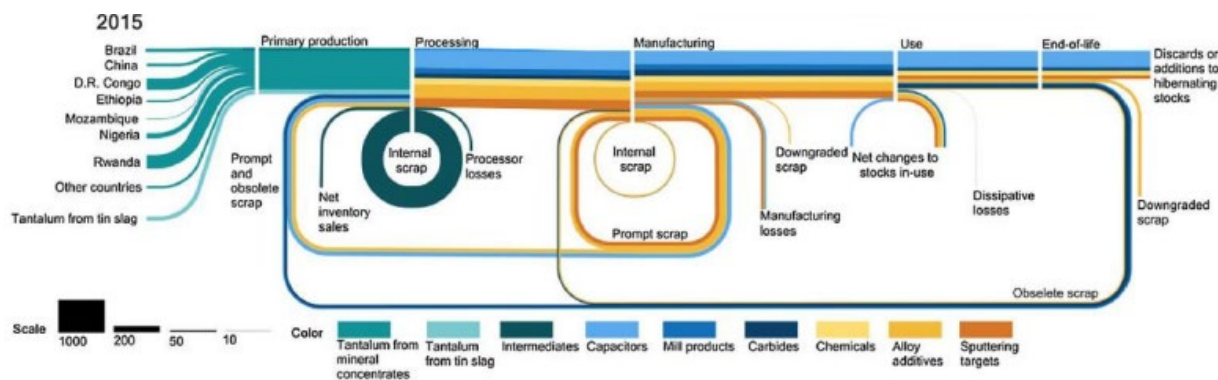 2015
Brazil
China
D.R. Congo
Ethiopia
Mozambique
Nigeria
Rwanda
Other countries
Tantalum from tin slag
Primary production
Processing
Manufacturing
Use
End-of-life
Discards or
additions to
hibernating
stocks
Prompt
and
obsolete
scrap
Net
inventory
sales
Internal
scrap
Processor
losses
Internal
scrap
Prompt scrap
Downgraded
scrap
Manufacturing
losses
Net changes to
stocks in-use
Dissipative
losses
Downgraded
scrap
Obselete scrap
Scale
1000
200
50
10
Color
Tantalum from
mineral
concentrates
Tantalum
from tin slag
Intermediates
Capacitors
Mill products
Carbides
Chemicals
Alloy
additives
Sputtering
targets